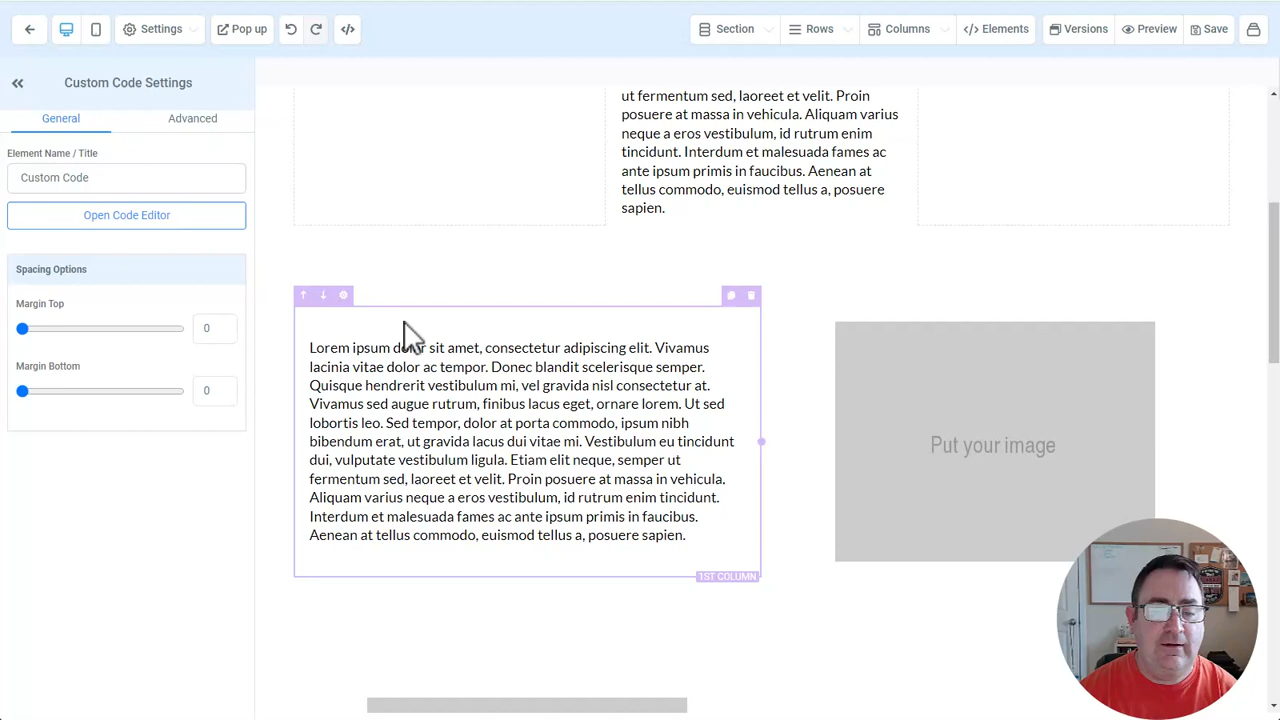 Settings
Pop up
Section
Rows
Columns
</> Elements
Versions
Preview
Save
Custom Code Settings
General
Advanced
Element Name / Title
Custom Code
Open Code Editor
Spacing Options
Margin Top
0
Margin Bottom
0
ut fermentum sed, laoreet et velit. Proin
posuere at massa in vehicula. Aliquam varius
neque a eros vestibulum, id rutrum enim
tincidunt. Interdum et malesuada fames ac
ante ipsum primis in faucibus. Aenean at
tellus commodo, euismod tellus a, posuere
sapien.
Lorem ipsum dolor sit amet, consectetur adipiscing elit. Vivamus
lacinia vitae dolor ac tempor. Donec blandit scelerisque semper.
Quisque hendrerit vestibulum mi, vel gravida nisl consectetur at.
Vivamus sed augue rutrum, finibus lacus eget, ornare lorem. Ut sed
lobortis leo. Sed tempor, dolor at porta commodo, ipsum nibh
bibendum erat, ut gravida lacus dui vitae mi. Vestibulum eu tincidunt
dui, vulputate vestibulum ligula. Etiam elit neque, semper ut
fermentum sed, laoreet et velit. Proin posuere at massa in vehicula.
Aliquam varius neque a eros vestibulum, id rutrum enim tincidunt.
Interdum et malesuada fames ac ante ipsum primis in faucibus.
Aenean at tellus commodo, euismod tellus a, posuere sapien.
1ST COLUMN
Put your image